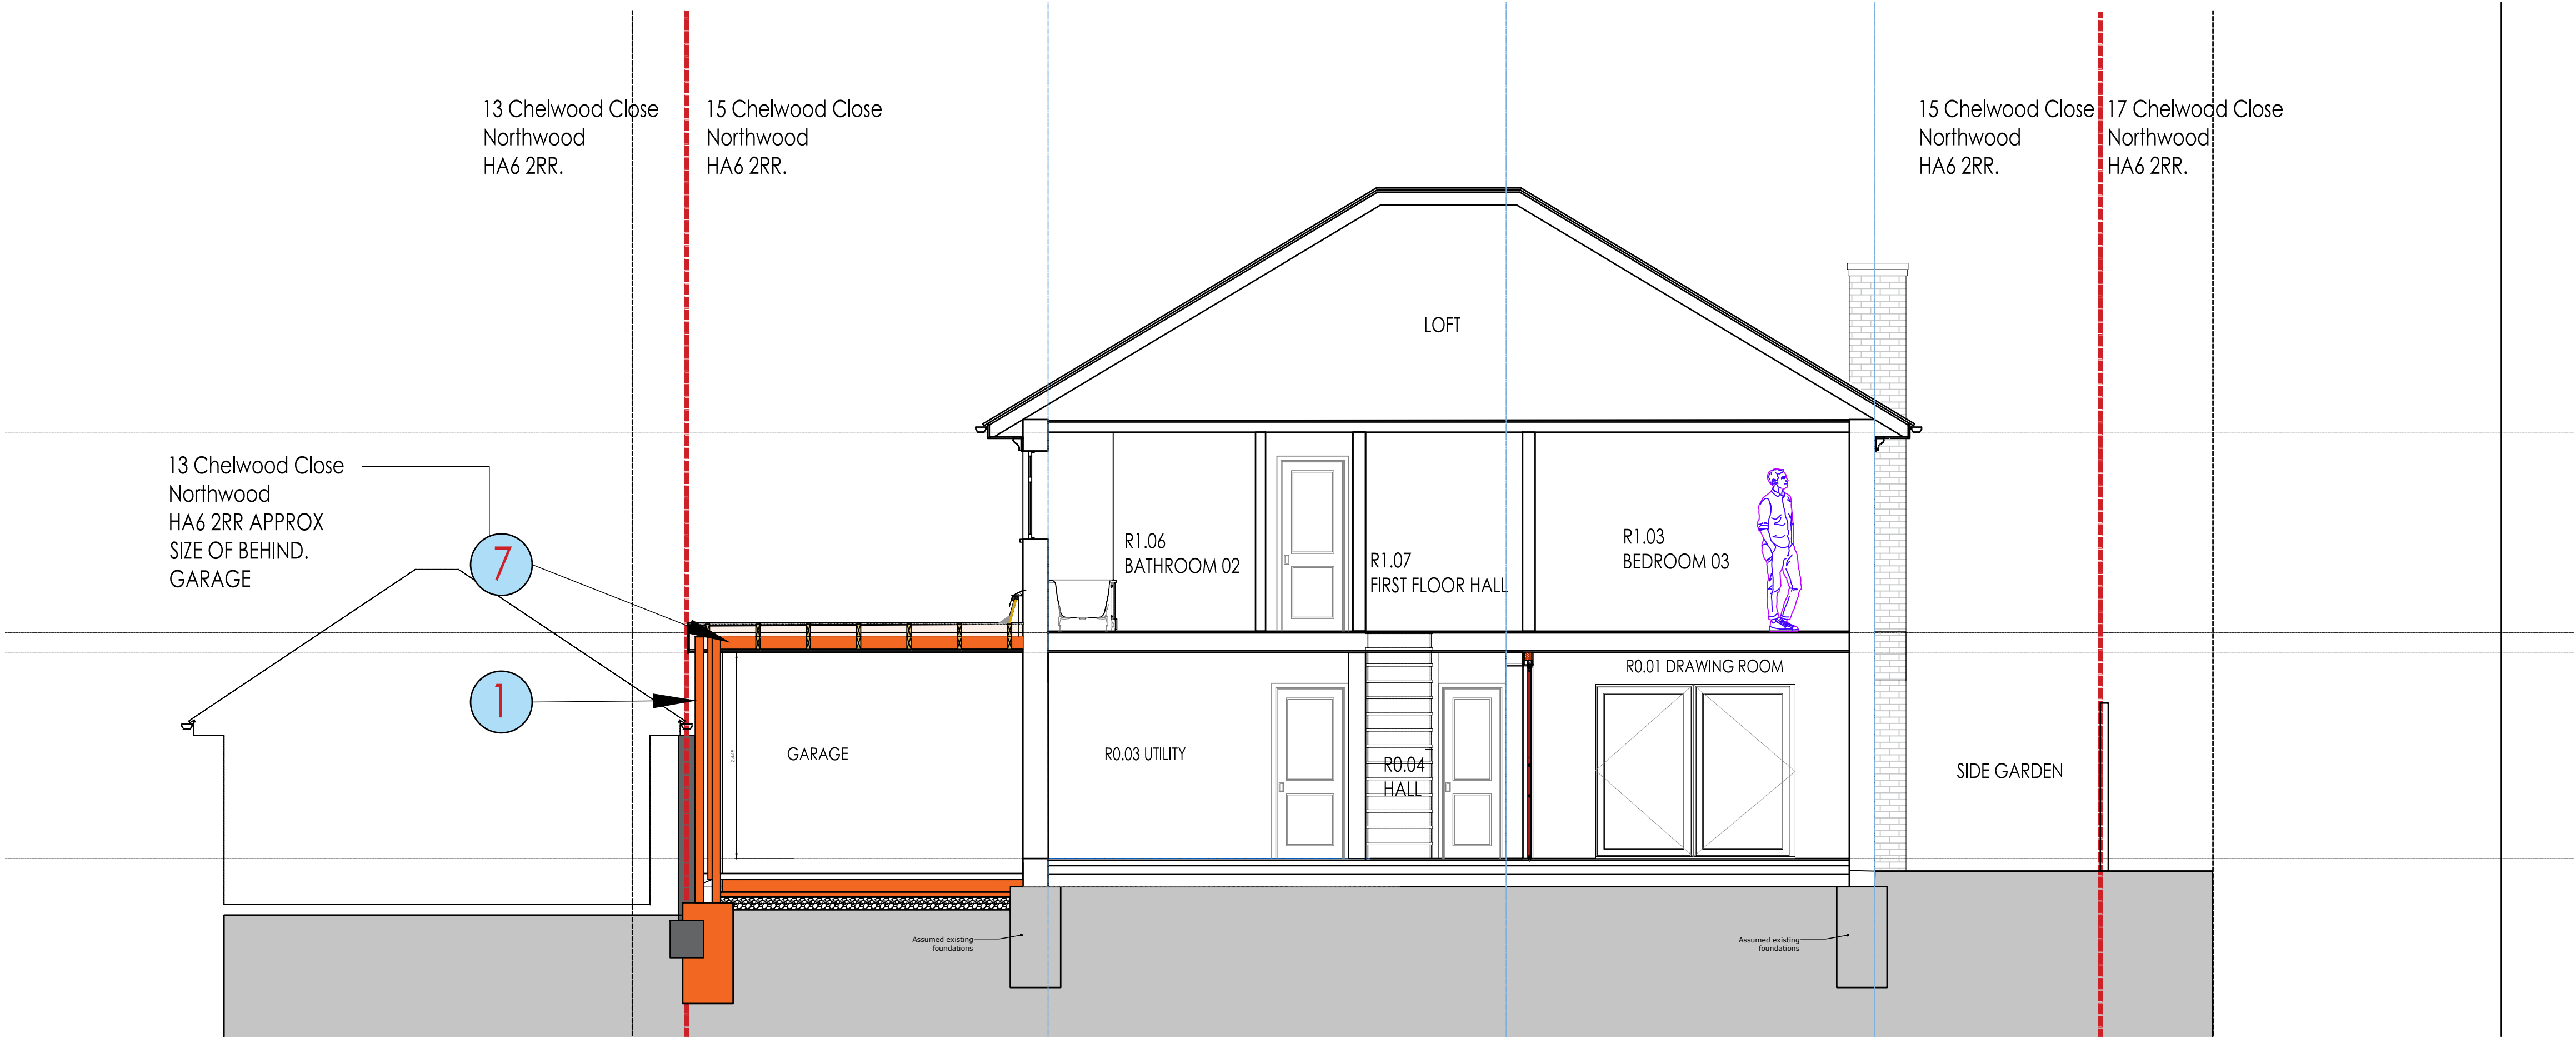 13 Chelwood Close
Northwood
HA6 2RR.
15 Chelwood Close
Northwood
HA6 2RR.
15 Chelwood Close
Northwood
HA6 2RR.
17 Chelwood Close
Northwood
HA6 2RR.
LOFT
13 Chelwood Close
Northwood
HA6 2RR APPROX
SIZE OF BEHIND.
GARAGE
7
1
R1.06
BATHROOM 02
R1.07
FIRST FLOOR HALL
R1.03
BEDROOM 03
R0.01 DRAWING ROOM
2445
GARAGE
R0.03 UTILITY
R0.04
HALL
SIDE GARDEN
Assumed existing
foundations
Assumed existing
foundations